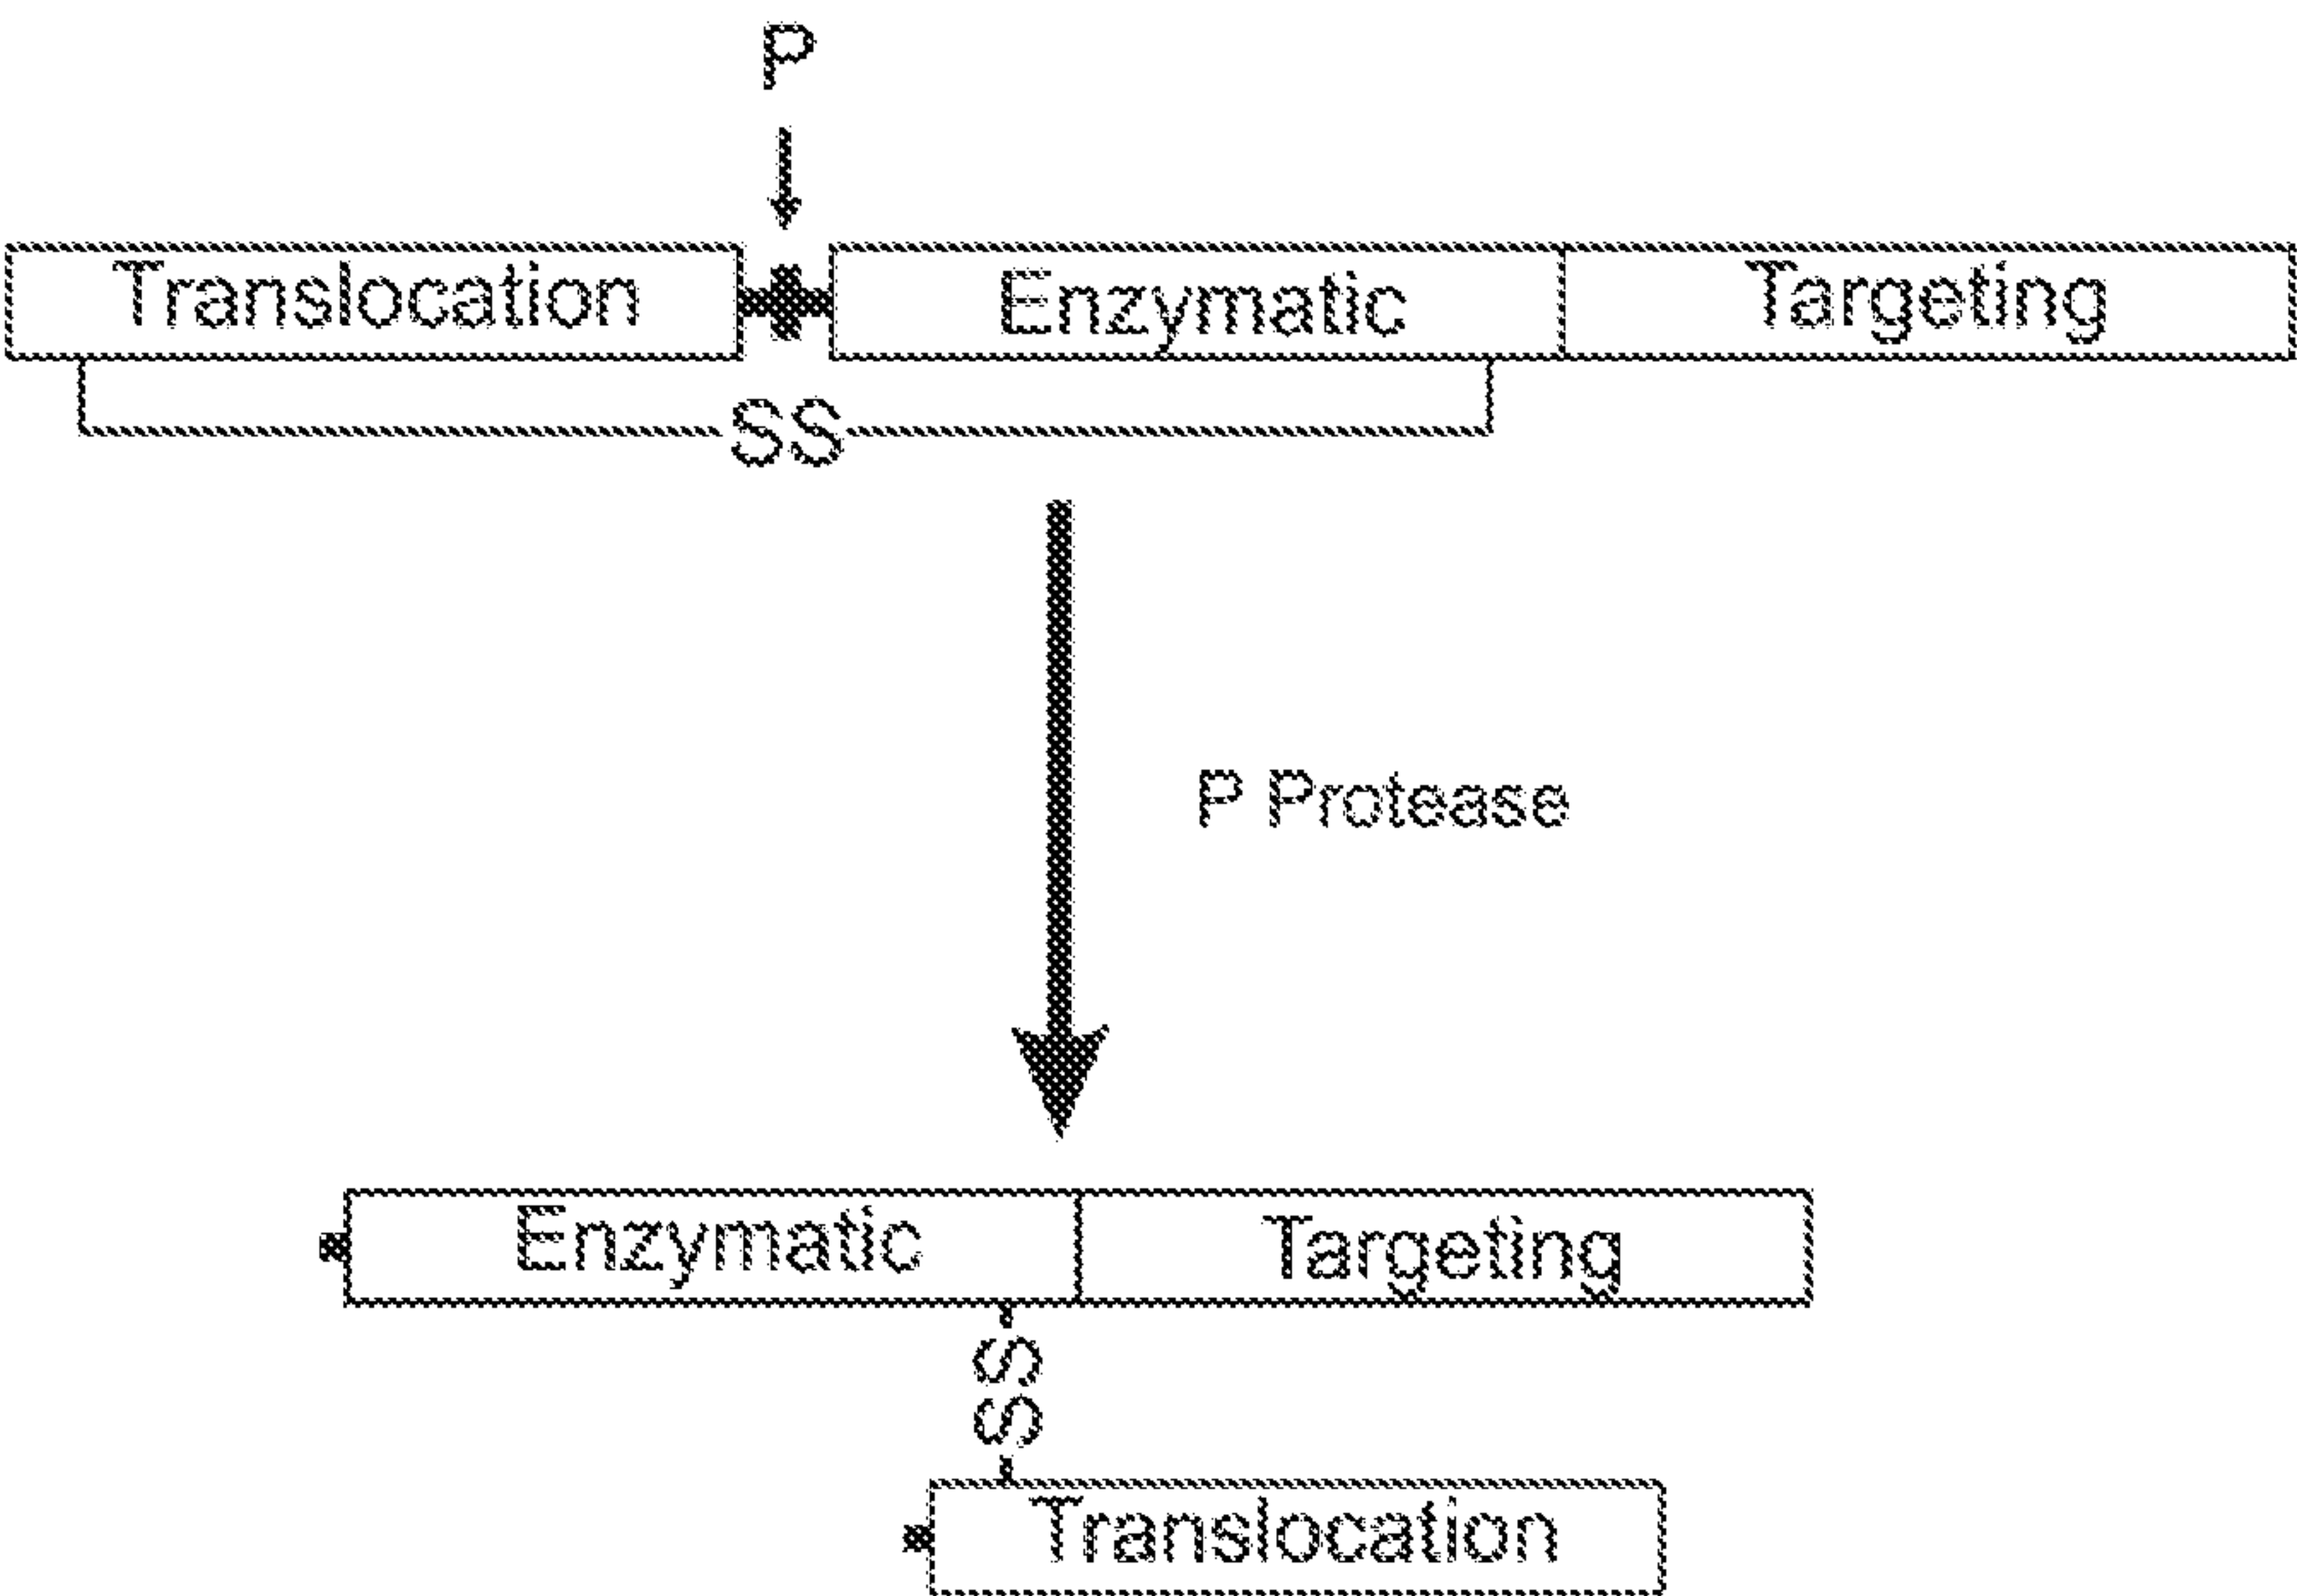 P
Translocation Enzymatic Targeting
SS
P Protease
Enzymatic Targeting
SS
Translocation